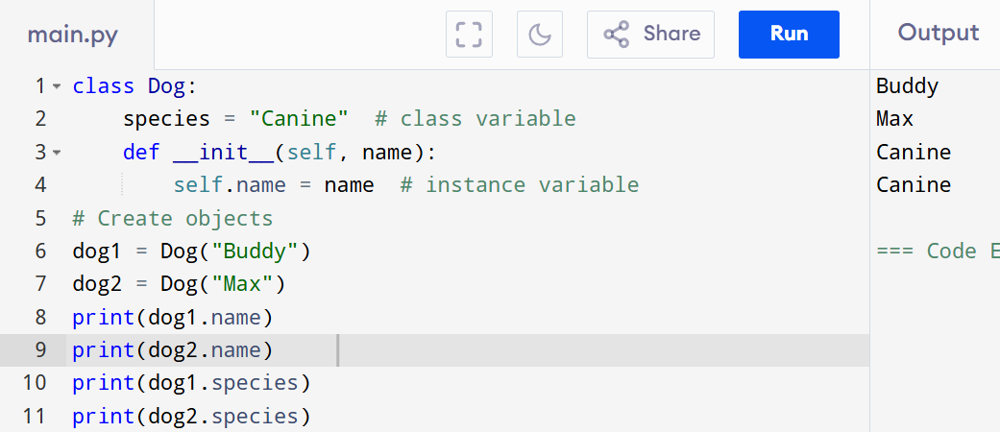 main.py
Share
Run
Output
1 class Dog:
2     species = "Canine"  # class variable
3     def __init__(self, name):
4         self.name = name  # instance variable
5 # Create objects
6 dog1 = Dog("Buddy")
7 dog2 = Dog("Max")
8 print(dog1.name)
9 print(dog2.name)
10 print(dog1.species)
11 print(dog2.species)
Buddy
Max
Canine
Canine
=== Code E